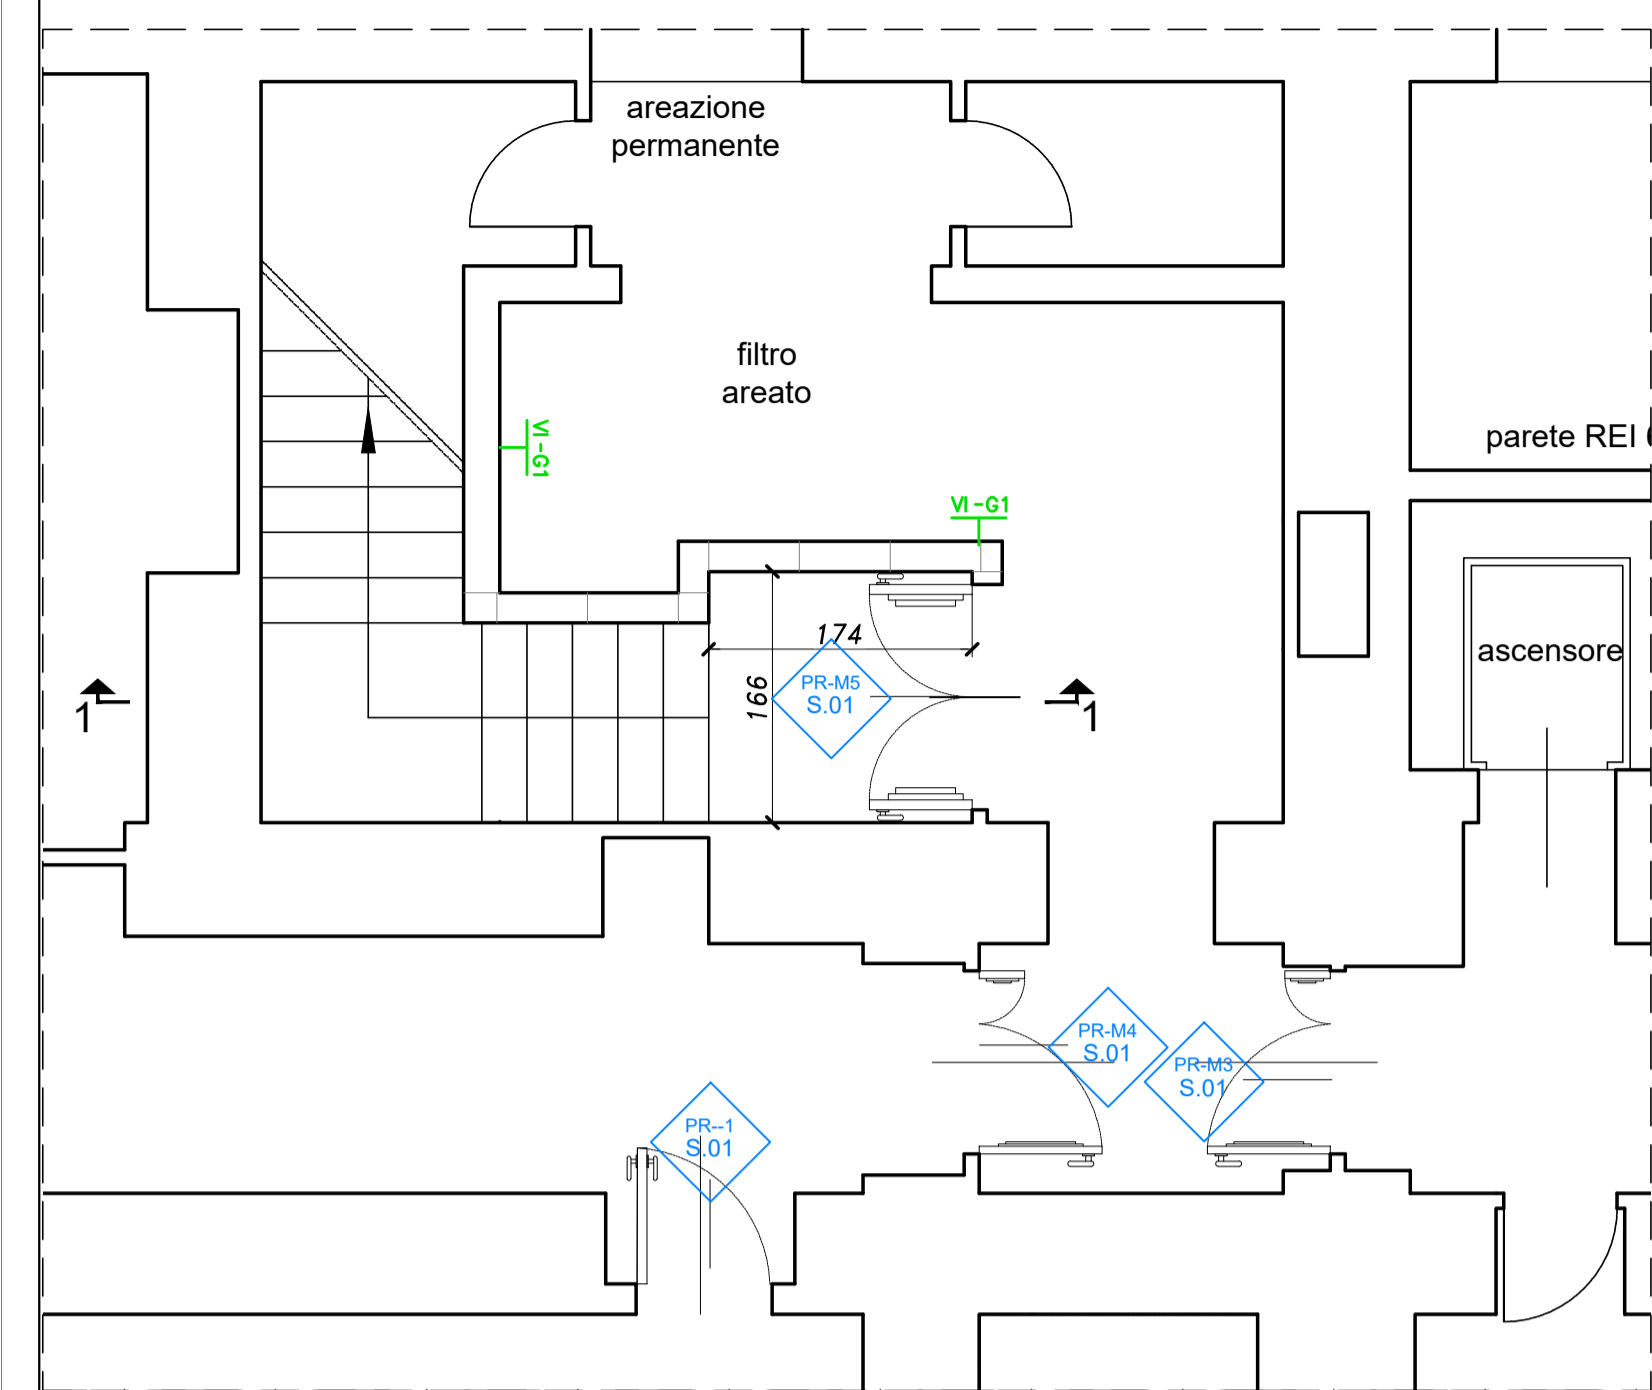 areazione
permanente
filtro
areato
VI-G1
parete REI
VI-G1
174
166
PR-M5
S.01
ascensore
1
1
PR-M4
S.01
PR-M3
S.01
PR--1
S.01